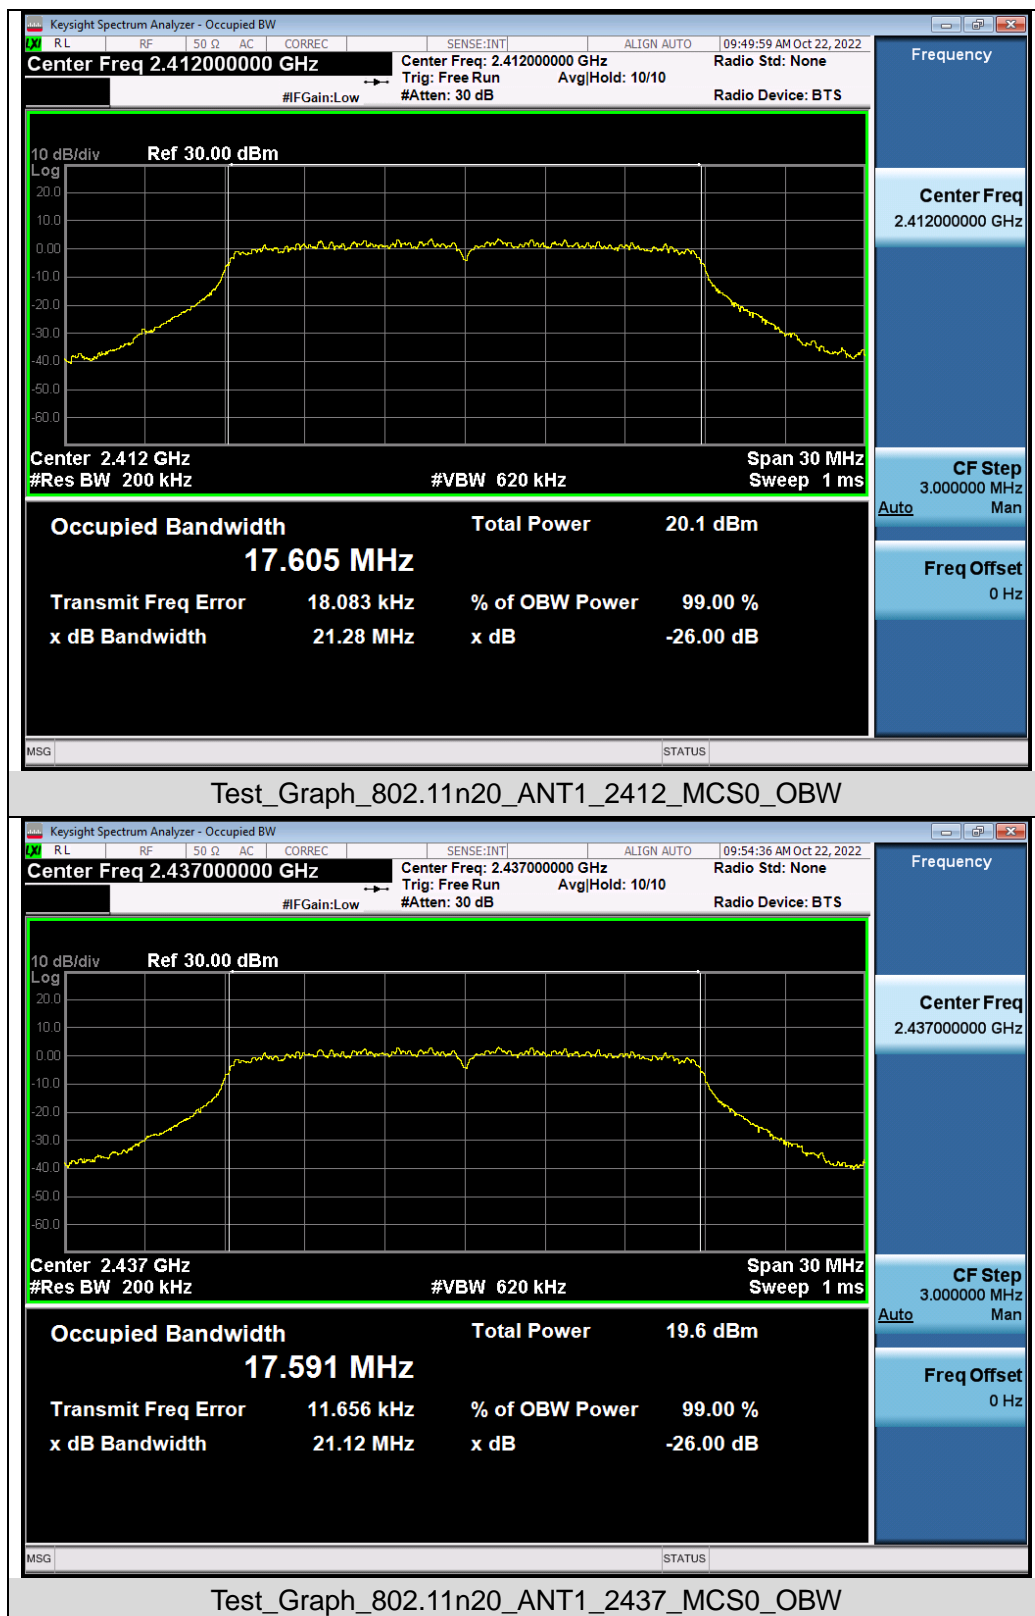 Keysight Spectrum Analyzer - Occupied BW
LXI RL RF 50 Ω AC CORREC SENSE:INT ALIGN AUTO 09:49:59 AM Oct 22, 2022
Center Freq 2.412000000 GHz
Center Freq: 2.412000000 GHz
Radio Std: None
Trig: Free Run Avg|Hold: 10/10
#IFGain:Low
#Atten: 30 dB
Radio Device: BTS
Frequency
10 dB/div Ref 30.00 dBm
Log
20.0
10.0
0.00
-10.0
-20.0
-30.0
-40.0
-50.0
-60.0
Center 2.412 GHz Span 30 MHz
#Res BW 200 kHz #VBW 620 kHz Sweep 1 ms
Center Freq
2.412000000 GHz
CF Step
3.000000 MHz
Auto Man
Freq Offset
0 Hz
Occupied Bandwidth Total Power 20.1 dBm
17.605 MHz
Transmit Freq Error 18.083 kHz % of OBW Power 99.00 %
x dB Bandwidth 21.28 MHz x dB -26.00 dB
MSG STATUS
Test_Graph_802.11n20_ANT1_2412_MCS0_OBW
Keysight Spectrum Analyzer - Occupied BW
LXI RL RF 50 Ω AC CORREC SENSE:INT ALIGN AUTO 09:54:36 AM Oct 22, 2022
Center Freq 2.437000000 GHz
Center Freq: 2.437000000 GHz
Radio Std: None
Trig: Free Run Avg|Hold: 10/10
#IFGain:Low
#Atten: 30 dB
Radio Device: BTS
Frequency
10 dB/div Ref 30.00 dBm
Log
20.0
10.0
0.00
-10.0
-20.0
-30.0
-40.0
-50.0
-60.0
Center 2.437 GHz Span 30 MHz
#Res BW 200 kHz #VBW 620 kHz Sweep 1 ms
Center Freq
2.437000000 GHz
CF Step
3.000000 MHz
Auto Man
Freq Offset
0 Hz
Occupied Bandwidth Total Power 19.6 dBm
17.591 MHz
Transmit Freq Error 11.656 kHz % of OBW Power 99.00 %
x dB Bandwidth 21.12 MHz x dB -26.00 dB
MSG STATUS
Test_Graph_802.11n20_ANT1_2437_MCS0_OBW